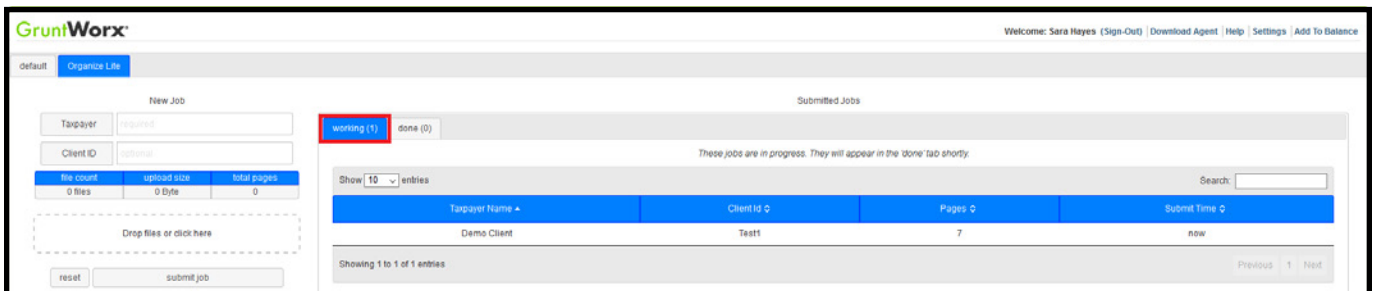 GruntWorx
Welcome: Sara Hayes (Sign-Out) | Download Agent | Help | Settings | Add To Balance
default Organize Lite
New Job
Taxpayer required
Client ID optional
file count upload size total pages
0 files 0 Byte 0
Drop files or click here
reset submit job
Submitted Jobs
working (1) done (0)
These jobs are in progress. They will appear in the 'done' tab shortly.
Show 10 entries Search:
Taxpayer Name Client Id Pages Submit Time
Demo Client Test1 7 now
Showing 1 to 1 of 1 entries Previous 1 Next